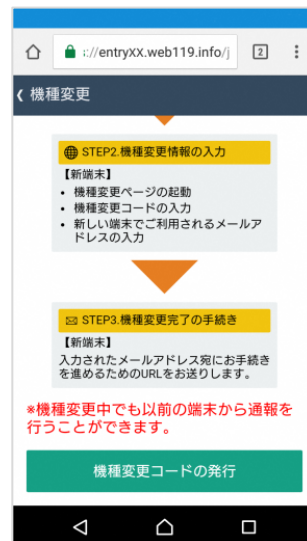 ://entryXX.web119.info/j
2
機種変更
STEP2.機種変更情報の入力
【新端末】
• 機種変更ページの起動
• 機種変更コードの入力
• 新しい端末でご利用されるメールア
ドレスの入力
STEP3.機種変更完了の手続き
【新端末】
入力されたメールアドレス宛にお手続き
を進めるためのURLをお送りします。
*機種変更中でも以前の端末から通報を
行うことができます。
機種変更コードの発行